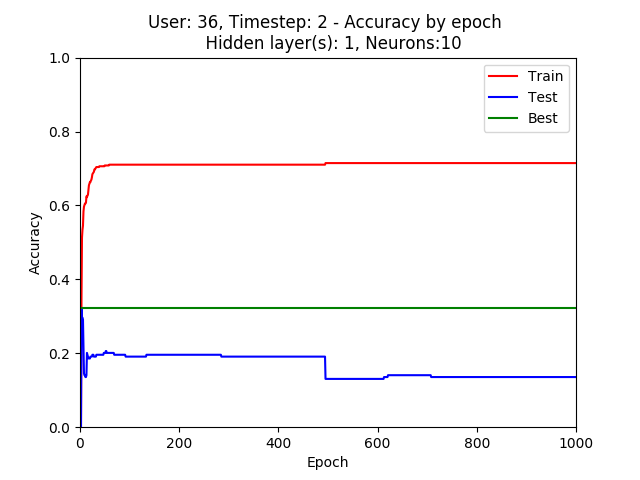 User: 36, Timestep: 2 - Accuracy by epoch
Hidden layer(s): 1, Neurons:10
1.0
0.8
0.6
0.4
0.2
0.0
Accuracy
Train
Test
Best
0 200 400 600 800 1000
Epoch